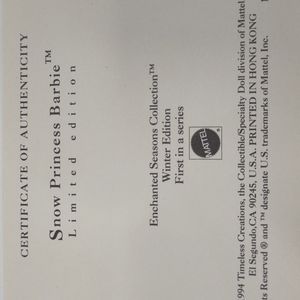 CERTIFICATE OF AUTHENTICITY
Snow Princess Barbie™
Limited edition
Enchanted Seasons Collection™
Winter Edition
First in a series
MATTEL
1994 Timeless Creations, the Collectible/Specialty Doll division of Mattel
El Segundo, CA 90245, U.S.A. PRINTED IN HONG KONG
Reserved ® and ™ designate U.S. trademarks of Mattel, Inc.